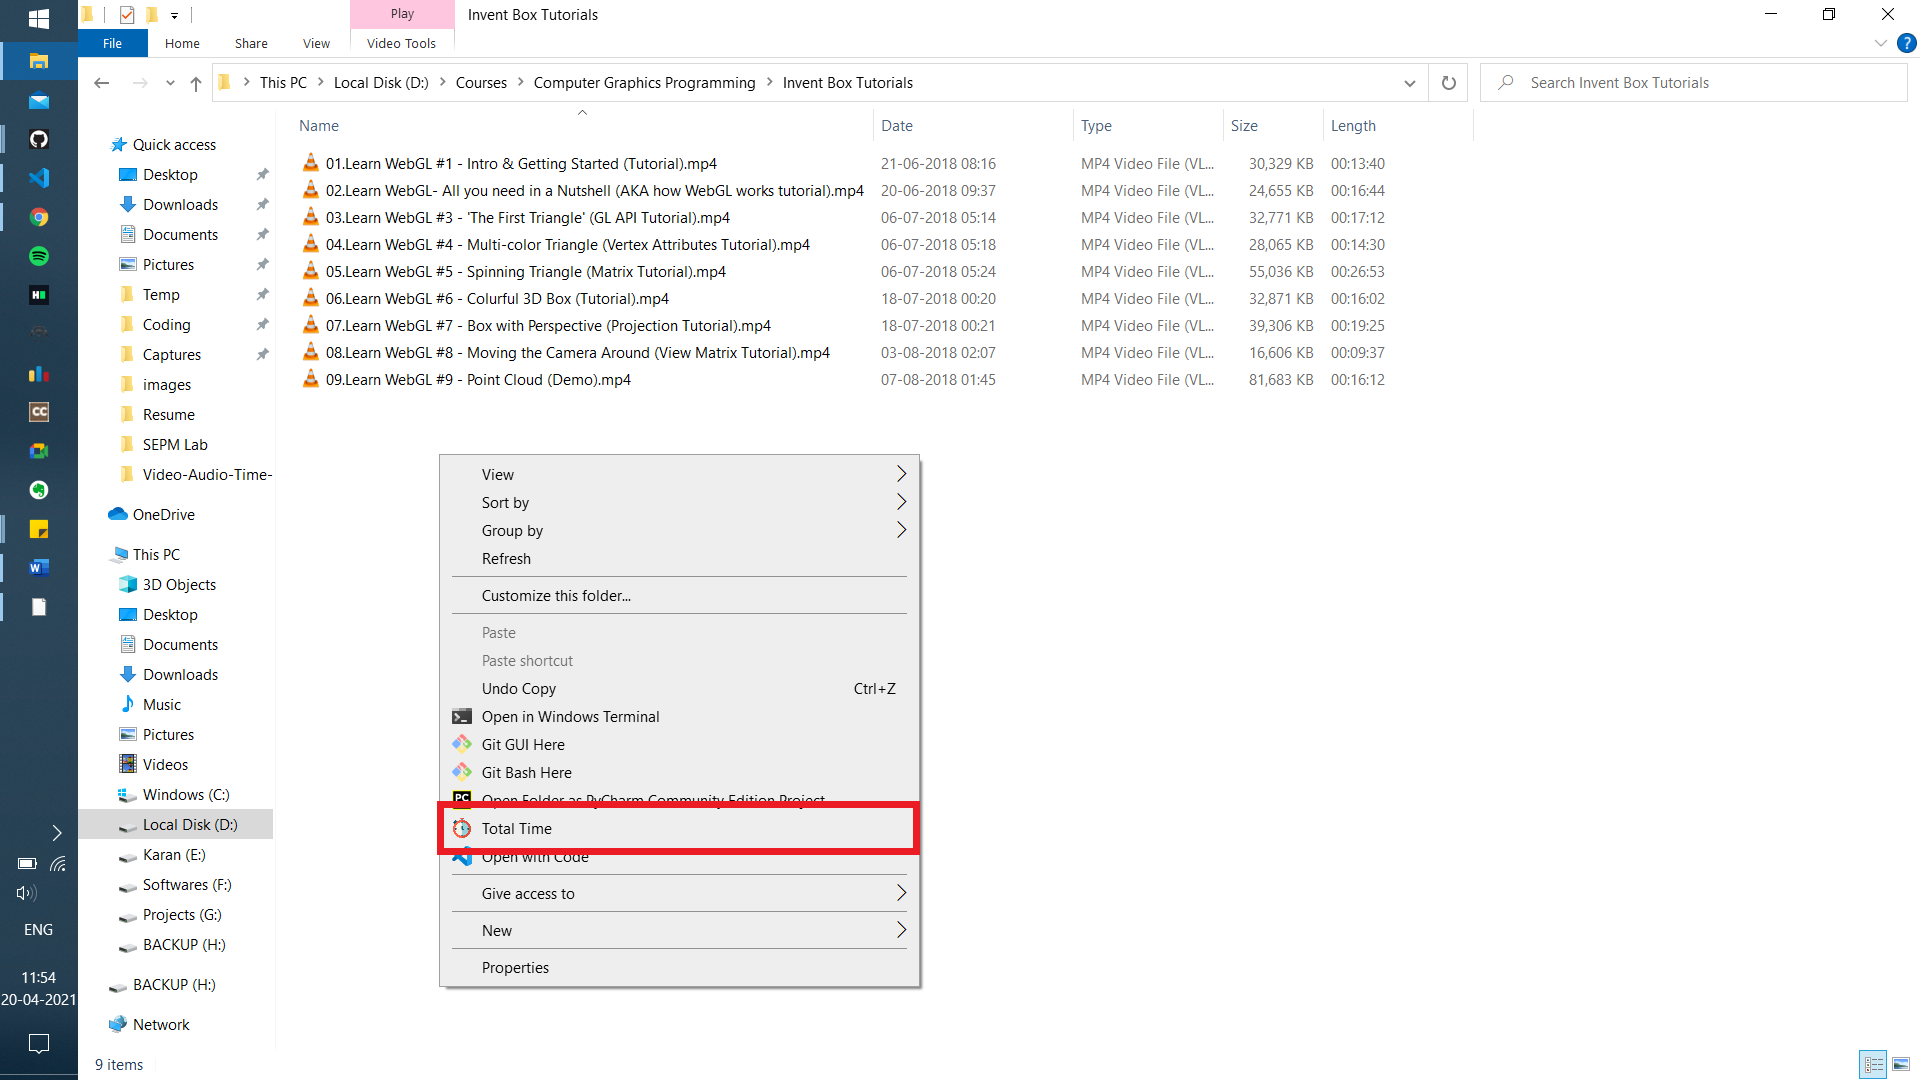 Play
Invent Box Tutorials
File
Home
Share
View
Video Tools
?
This PC > Local Disk (D:) > Courses > Computer Graphics Programming > Invent Box Tutorials
Search Invent Box Tutorials
Name Date Type Size Length
01.Learn WebGL #1 - Intro & Getting Started (Tutorial).mp4 21-06-2018 08:16 MP4 Video File (VL... 30,329 KB 00:13:40
02.Learn WebGL- All you need in a Nutshell (AKA how WebGL works tutorial).mp4 20-06-2018 09:37 MP4 Video File (VL... 24,655 KB 00:16:44
03.Learn WebGL #3 - 'The First Triangle' (GL API Tutorial).mp4 06-07-2018 05:14 MP4 Video File (VL... 32,771 KB 00:17:12
04.Learn WebGL #4 - Multi-color Triangle (Vertex Attributes Tutorial).mp4 06-07-2018 05:18 MP4 Video File (VL... 28,065 KB 00:14:30
05.Learn WebGL #5 - Spinning Triangle (Matrix Tutorial).mp4 06-07-2018 05:24 MP4 Video File (VL... 55,036 KB 00:26:53
06.Learn WebGL #6 - Colurful 3D Box (Tutorial).mp4 18-07-2018 00:20 MP4 Video File (VL... 32,871 KB 00:16:02
07.Learn WebGL #7 - Box with Perspective (Projection Tutorial).mp4 18-07-2018 00:21 MP4 Video File (VL... 39,306 KB 00:19:25
08.Learn WebGL #8 - Moving the Camera Around (View Matrix Tutorial).mp4 03-08-2018 02:07 MP4 Video File (VL... 16,606 KB 00:09:37
09.Learn WebGL #9 - Point Cloud (Demo).mp4 07-08-2018 01:45 MP4 Video File (VL... 81,683 KB 00:16:12
Quick access
Desktop
Downloads
Documents
Pictures
Temp
Coding
Captures
images
Resume
SEPM Lab
Video-Audio-Time-
OneDrive
This PC
3D Objects
Desktop
Documents
Downloads
Music
Pictures
Videos
Windows (C:)
Local Disk (D:)
Karan (E:)
Softwares (F:)
Projects (G:)
BACKUP (H:)
BACKUP (H:)
Network
9 items
View
Sort by
Group by
Refresh
Customize this folder...
Paste
Paste shortcut
Undo Copy Ctrl+Z
Open in Windows Terminal
Git GUI Here
Git Bash Here
PC Open Folder as PyCharm Community Edition Project
Total Time
Open with Code
Give access to
New
Properties
H
CC
W
ENG
11:54
20-04-2021